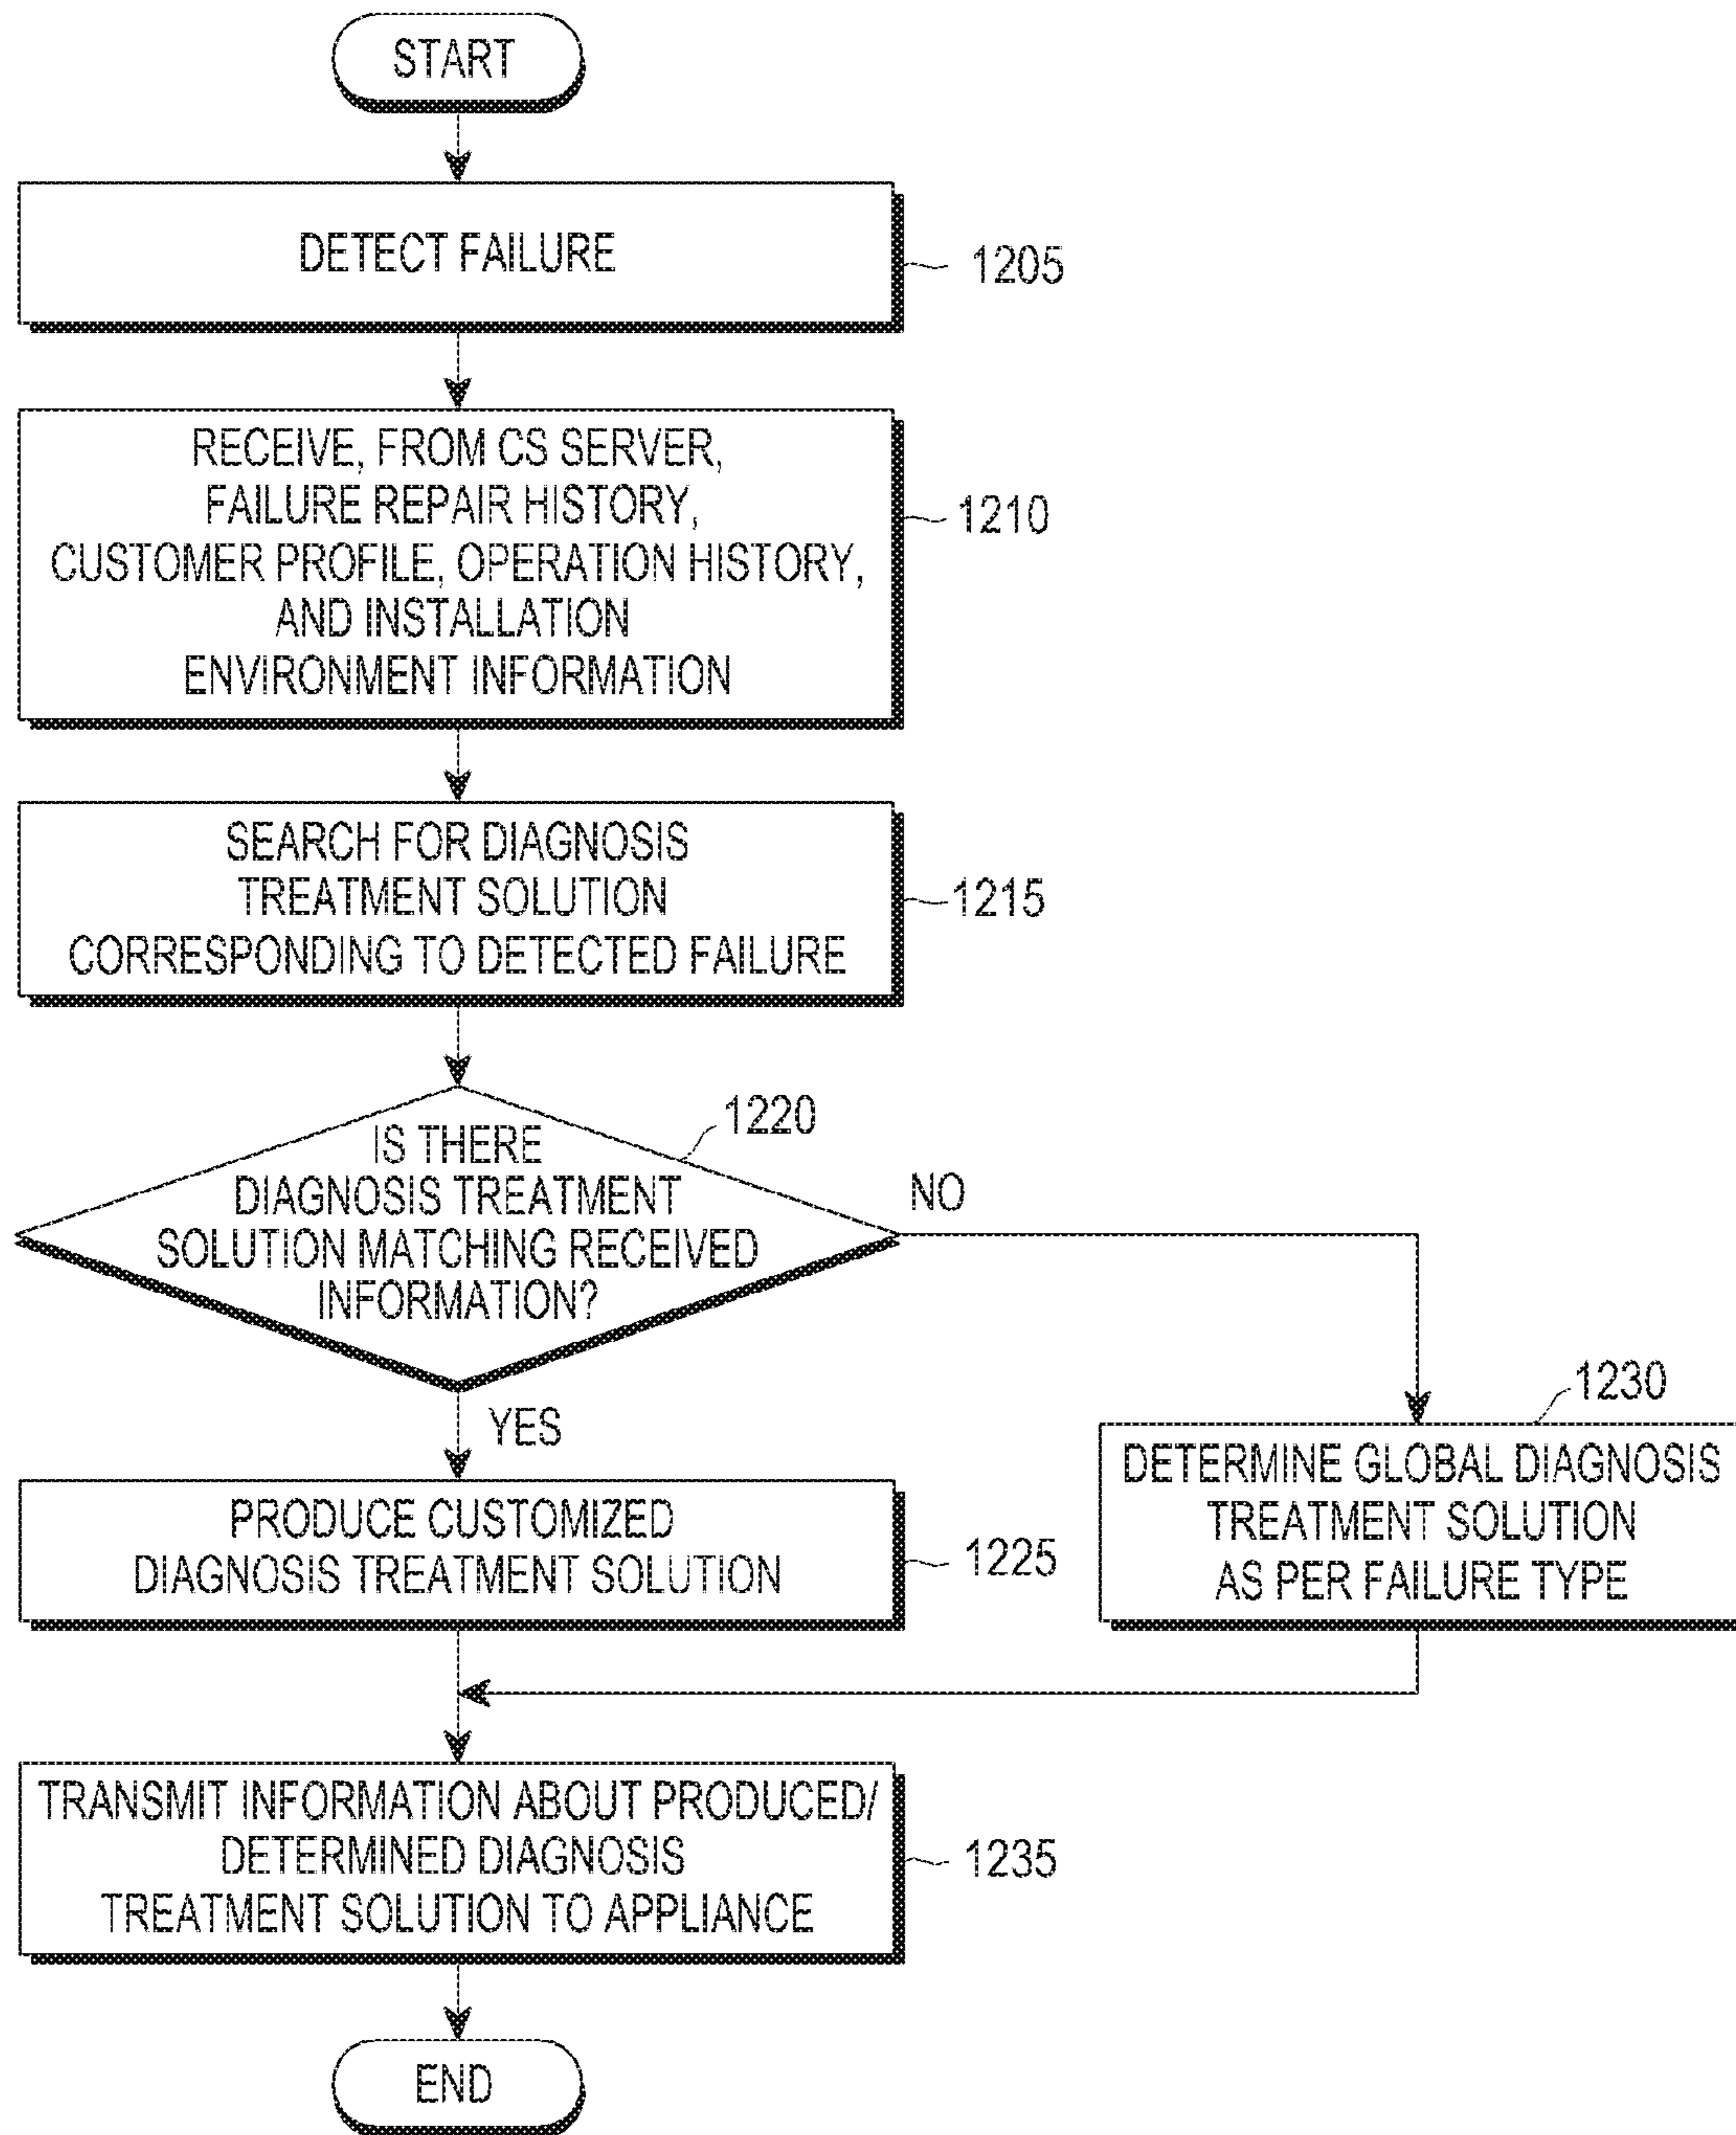 START
DETECT FAILURE
1205
RECEIVE, FROM CS SERVER,
FAILURE REPAIR HISTORY,
CUSTOMER PROFILE, OPERATION HISTORY,
AND INSTALLATION
ENVIRONMENT INFORMATION
1210
SEARCH FOR DIAGNOSIS
TREATMENT SOLUTION
CORRESPONDING TO DETECTED FAILURE
1215
1220
IS THERE
DIAGNOSIS TREATMENT
SOLUTION MATCHING RECEIVED
INFORMATION?
NO
YES
1230
DETERMINE GLOBAL DIAGNOSIS
TREATMENT SOLUTION
AS PER FAILURE TYPE
PRODUCE CUSTOMIZED
DIAGNOSIS TREATMENT SOLUTION
1225
TRANSMIT INFORMATION ABOUT PRODUCED/
DETERMINED DIAGNOSIS
TREATMENT SOLUTION TO APPLIANCE
1235
END